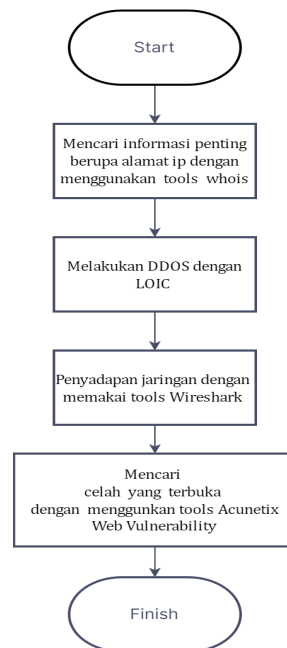 Start
Mencari informasi penting
berupa alamat ip dengan
menggunakan tools whois
Melakukan DDOS dengan
LOIC
Penyadapan jaringan dengan
memakai tools Wireshark
Mencari
celah yang terbuka
dengan menggunkan tools Acunetix
Web Vulnerability
Finish